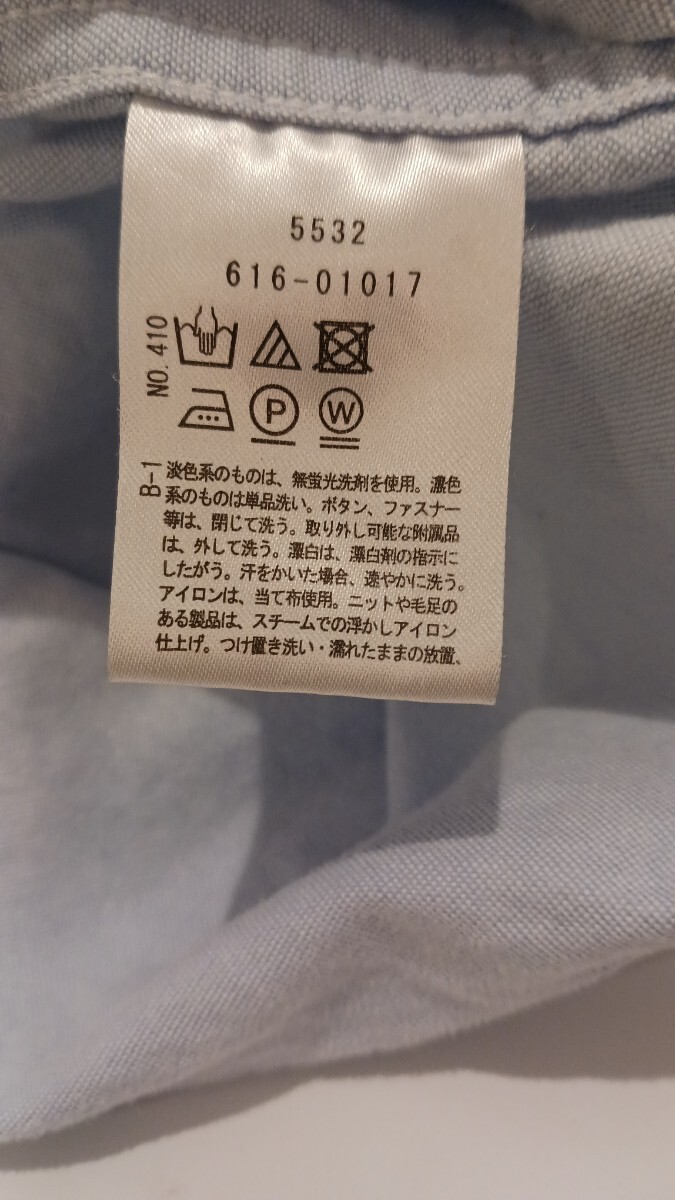 5532
616-01017
NO. 410
P
W
B-1
淡色系のものは、無蛍光洗剤を使用。濃色
系のものは単品洗い。ボタン、ファスナー
等は、閉じて洗う。取り外し可能な附属品
は、外して洗う。漂白は、漂白剤の指示に
したがう。汗をかいた場合、速やかに洗う。
アイロンは、当て布使用。ニットや毛足の
ある製品は、スチームでの浮かしアイロン
仕上げ。つけ置き洗い・濡れたままの放置、